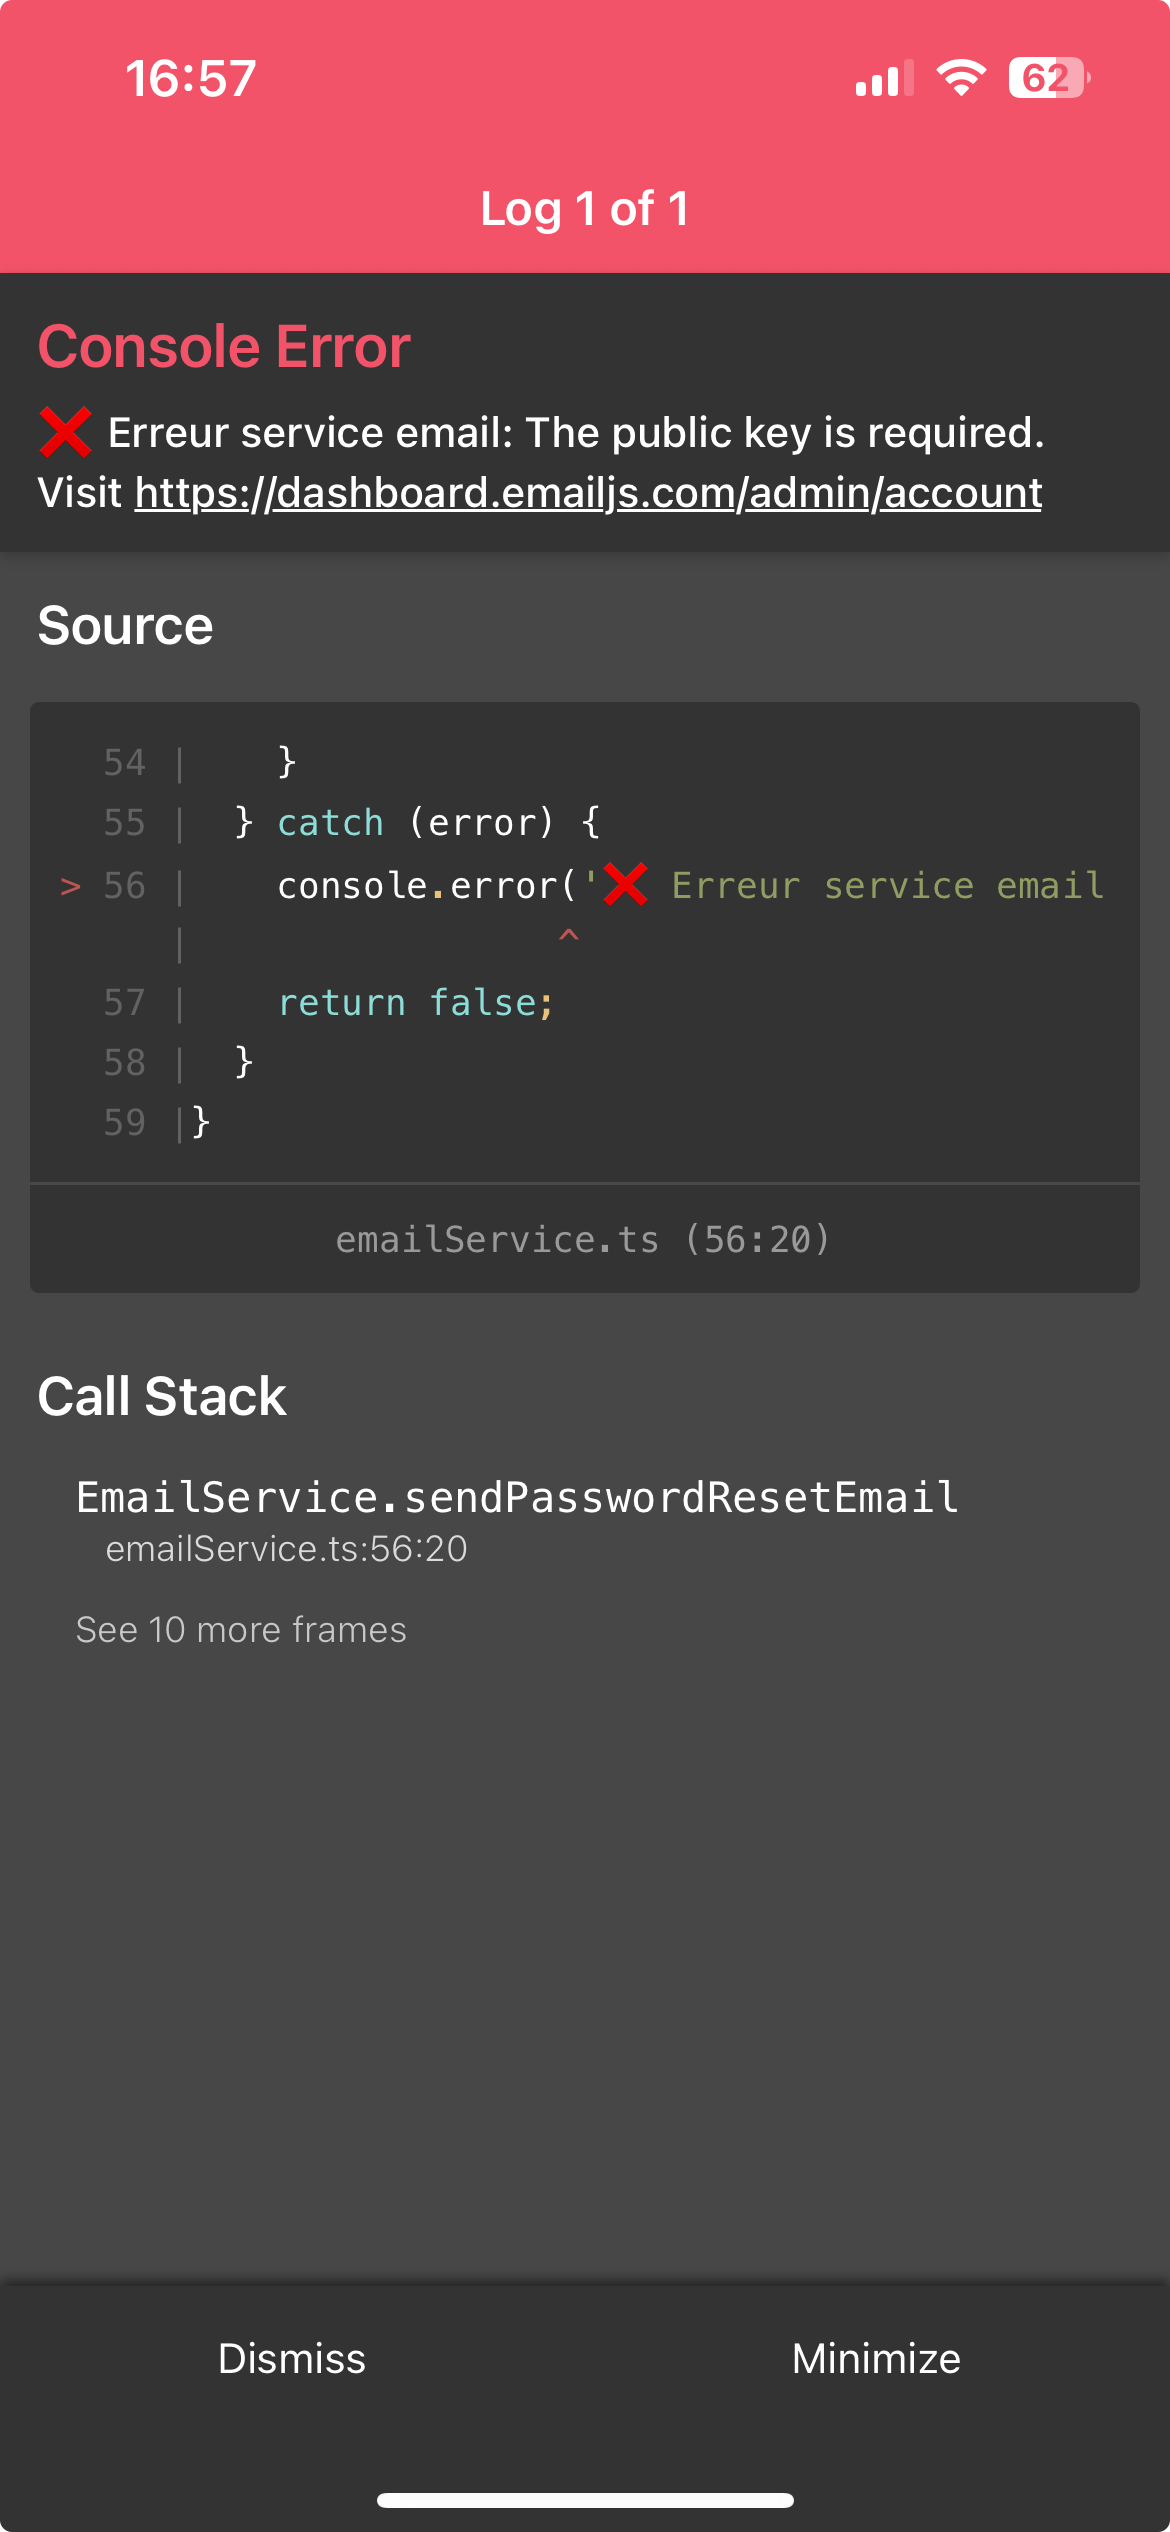 16:57
62
Log 1 of 1
Console Error
❌ Erreur service email: The public key is required.
Visit https://dashboard.emailjs.com/admin/account
Source
54 |     }
55 |   } catch (error) {
> 56 |     console.error('❌ Erreur service email
|                  ^
57 |     return false;
58 |   }
59 | }
emailService.ts (56:20)
Call Stack
EmailService.sendPasswordResetEmail
emailService.ts:56:20
See 10 more frames
Dismiss
Minimize